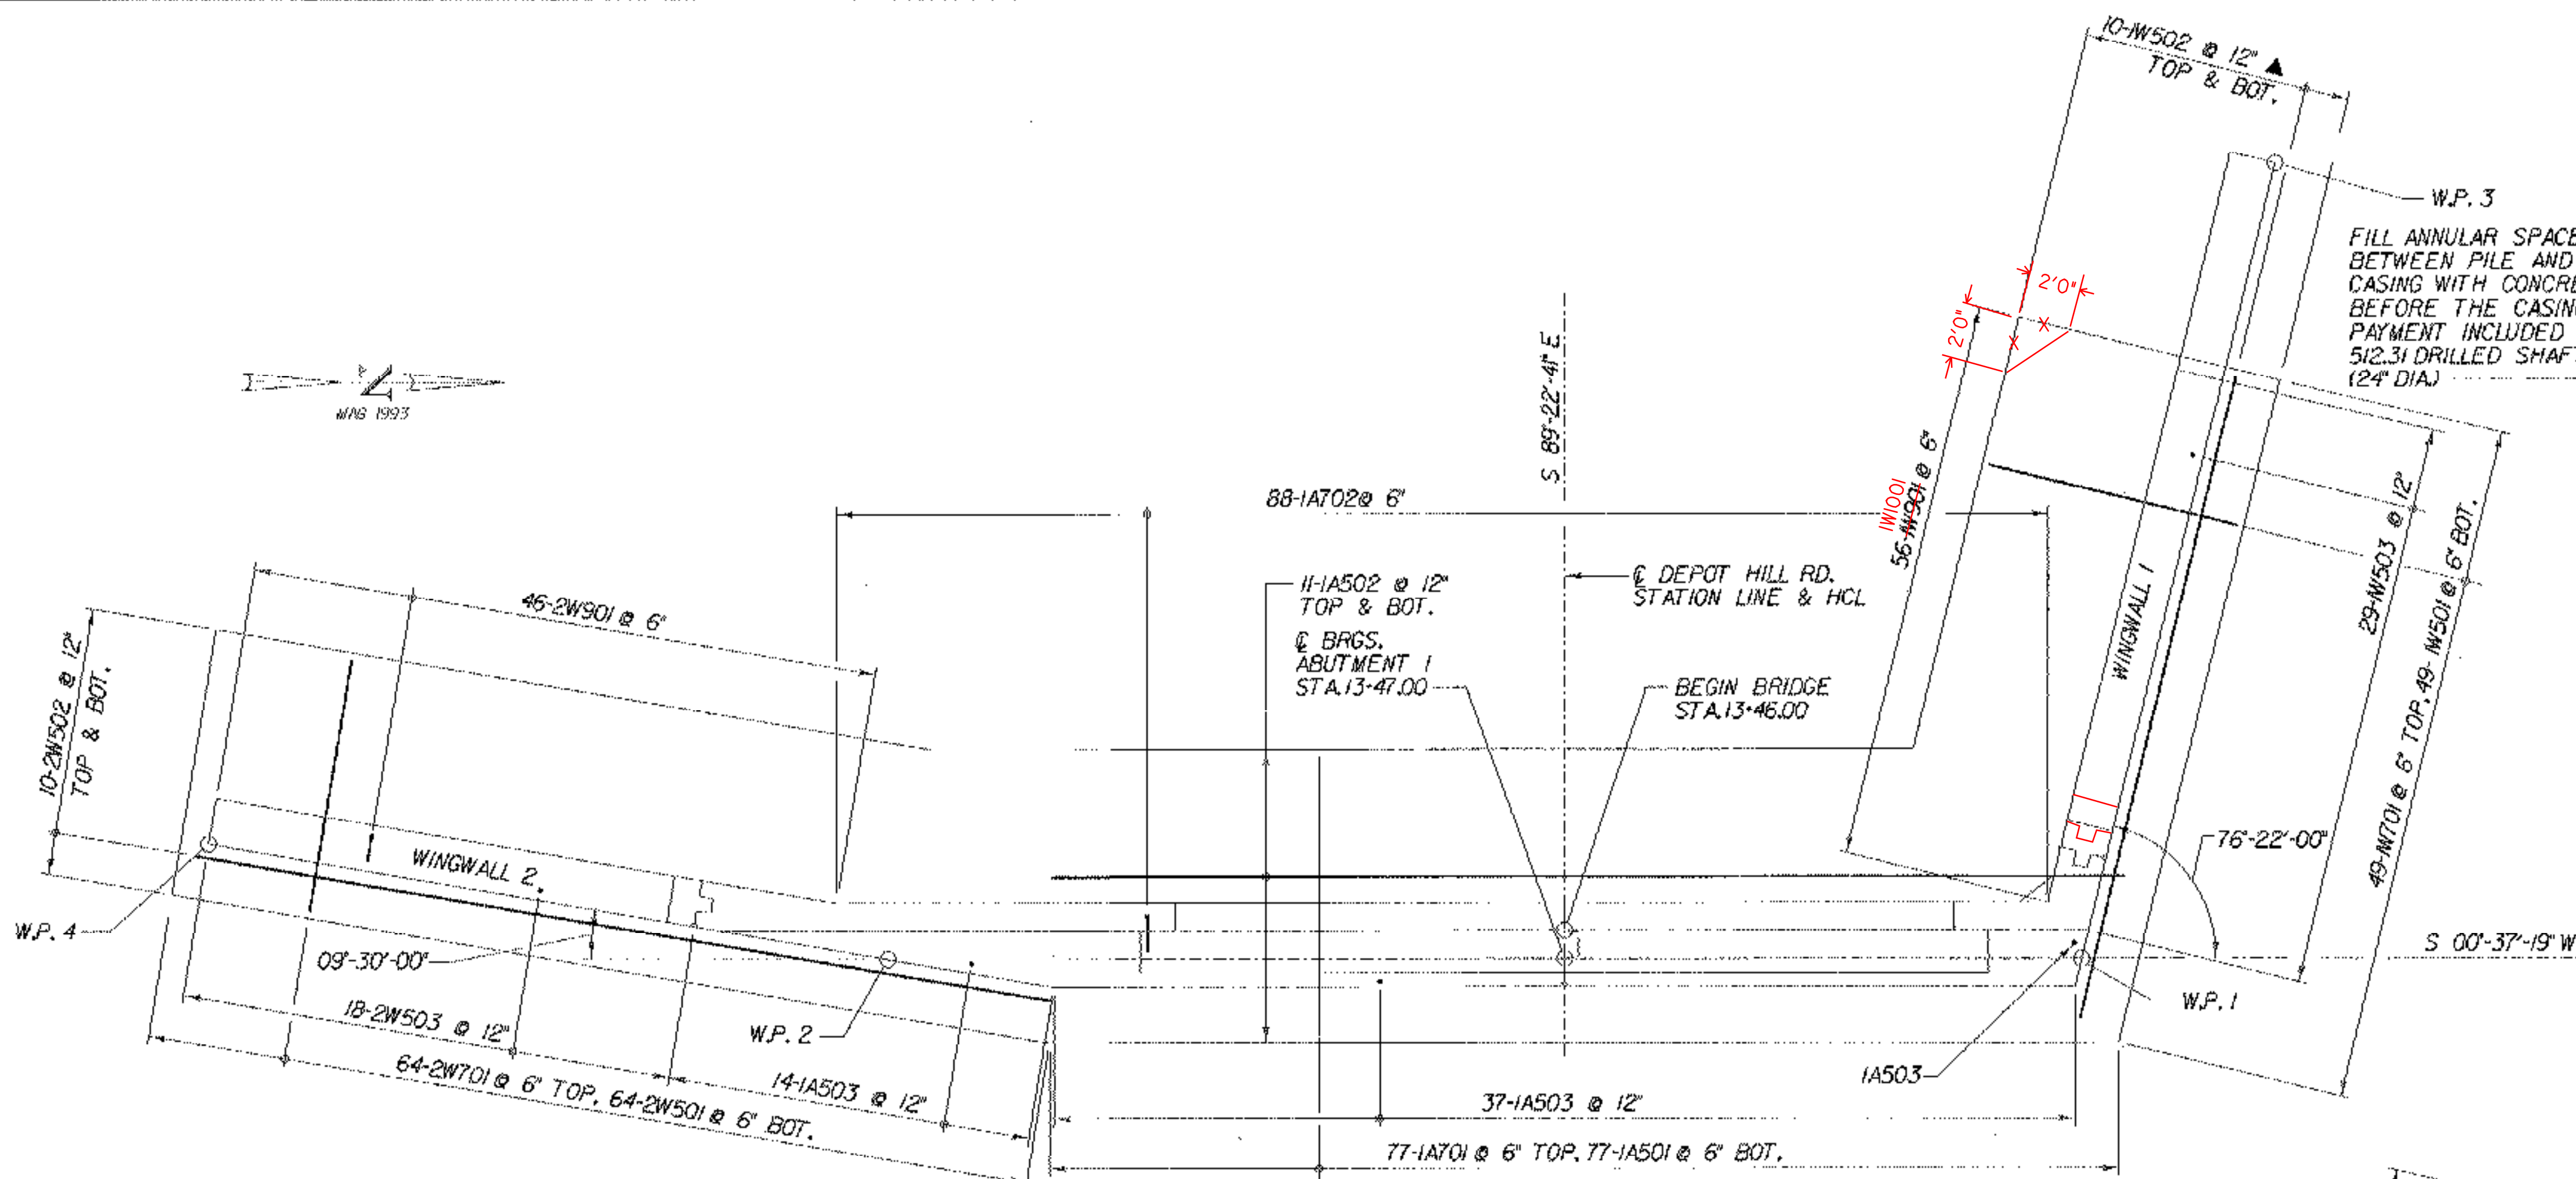 10-1W502 @ 12" ▲
TOP & BOT.
W.P. 3
FILL ANNULAR SPACE
BETWEEN PILE AND
CASING WITH CONCRE
BEFORE THE CASING
PAYMENT INCLUDED
512.31 DRILLED SHAFT
(24" DIA.)
2'0"
2'0"
X
X
N
MAG 1993
S 89°-22'-41" E
1W1001
56-1W901 @ 6"
88-1A702@ 6"
11-1A502 @ 12"
TOP & BOT.
℄ BRGS.
ABUTMENT 1
STA.13+47.00
℄ DEPOT HILL RD.
STATION LINE & HCL
BEGIN BRIDGE
STA.13+46.00
WINGWALL 1
29-1W503 @ 12"
49-1W701 @ 6" TOP, 49-1W501 @ 6" BOT.
46-2W901 @ 6"
10-2W502 @ 12"
TOP & BOT.
WINGWALL 2
76°-22'-00"
W.P. 4
09°-30'-00"
S 00°-37'-19" W
18-2W503 @ 12"
W.P. 2
W.P. 1
1A503
64-2W701 @ 6" TOP, 64-2W501 @ 6" BOT.
14-1A503 @ 12"
37-1A503 @ 12"
77-1A701 @ 6" TOP, 77-1A501 @ 6" BOT.